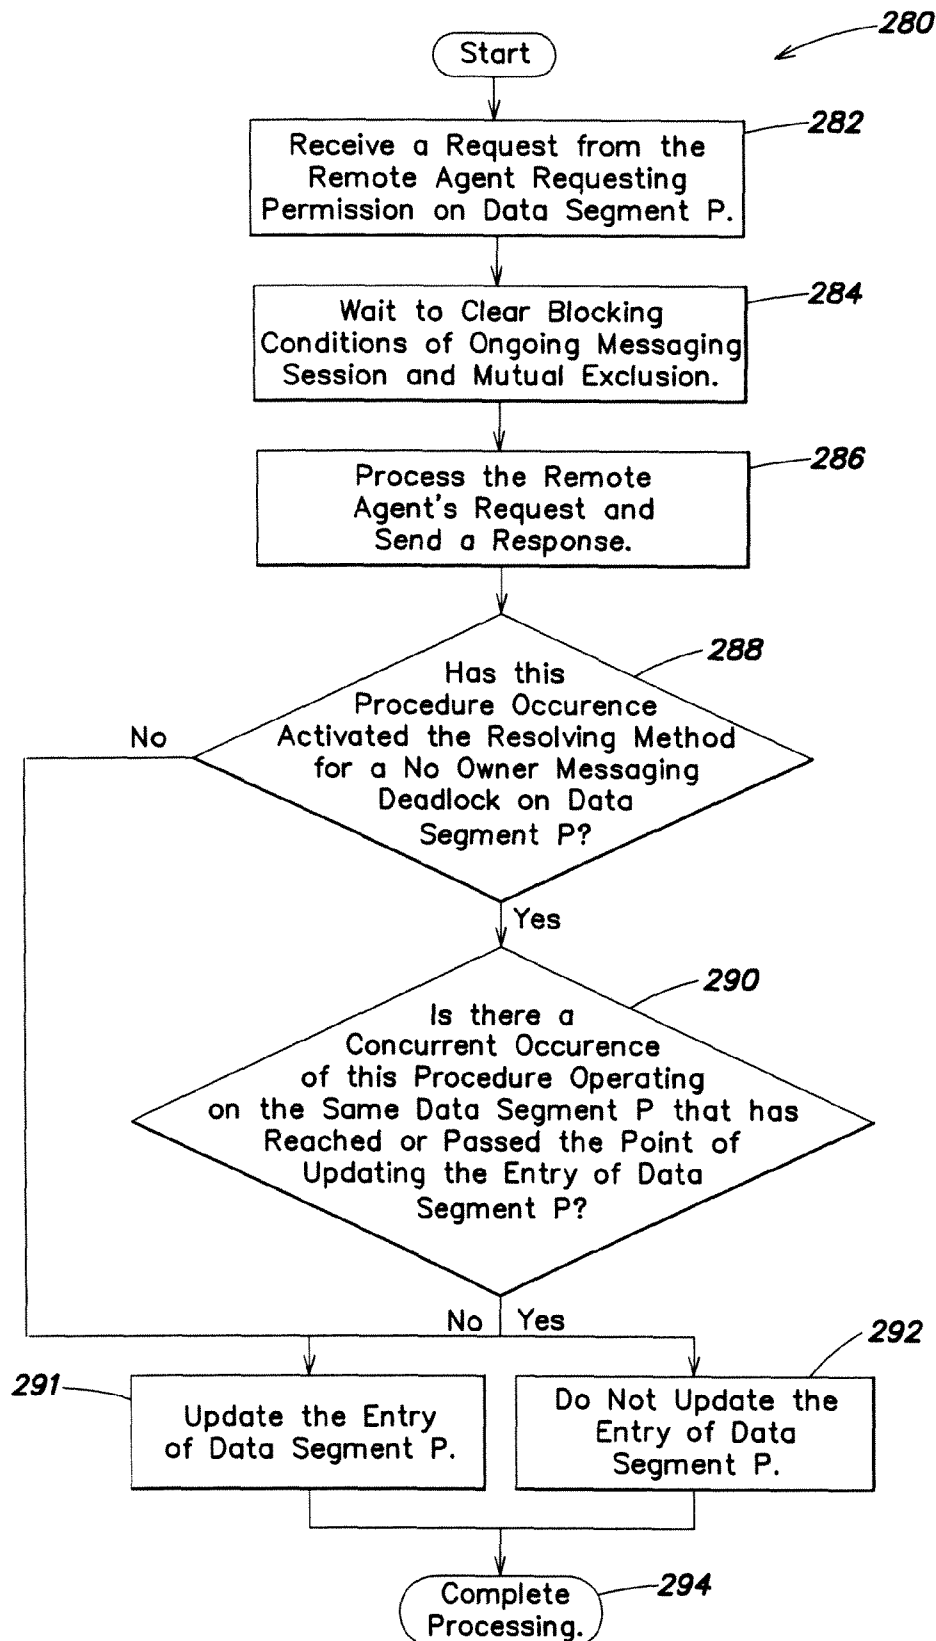 280
Start
282
Receive a Request from the
Remote Agent Requesting
Permission on Data Segment P.
284
Wait to Clear Blocking
Conditions of Ongoing Messaging
Session and Mutual Exclusion.
286
Process the Remote
Agent's Request and
Send a Response.
288
Has this
Procedure Occurence
Activated the Resolving Method
for a No Owner Messaging
Deadlock on Data
Segment P?
No
Yes
290
Is there a
Concurrent Occurence
of this Procedure Operating
on the Same Data Segment P that has
Reached or Passed the Point of
Updating the Entry of Data
Segment P?
No
Yes
291
Update the Entry
of Data Segment P.
292
Do Not Update the
Entry of Data
Segment P.
Complete
Processing.
294